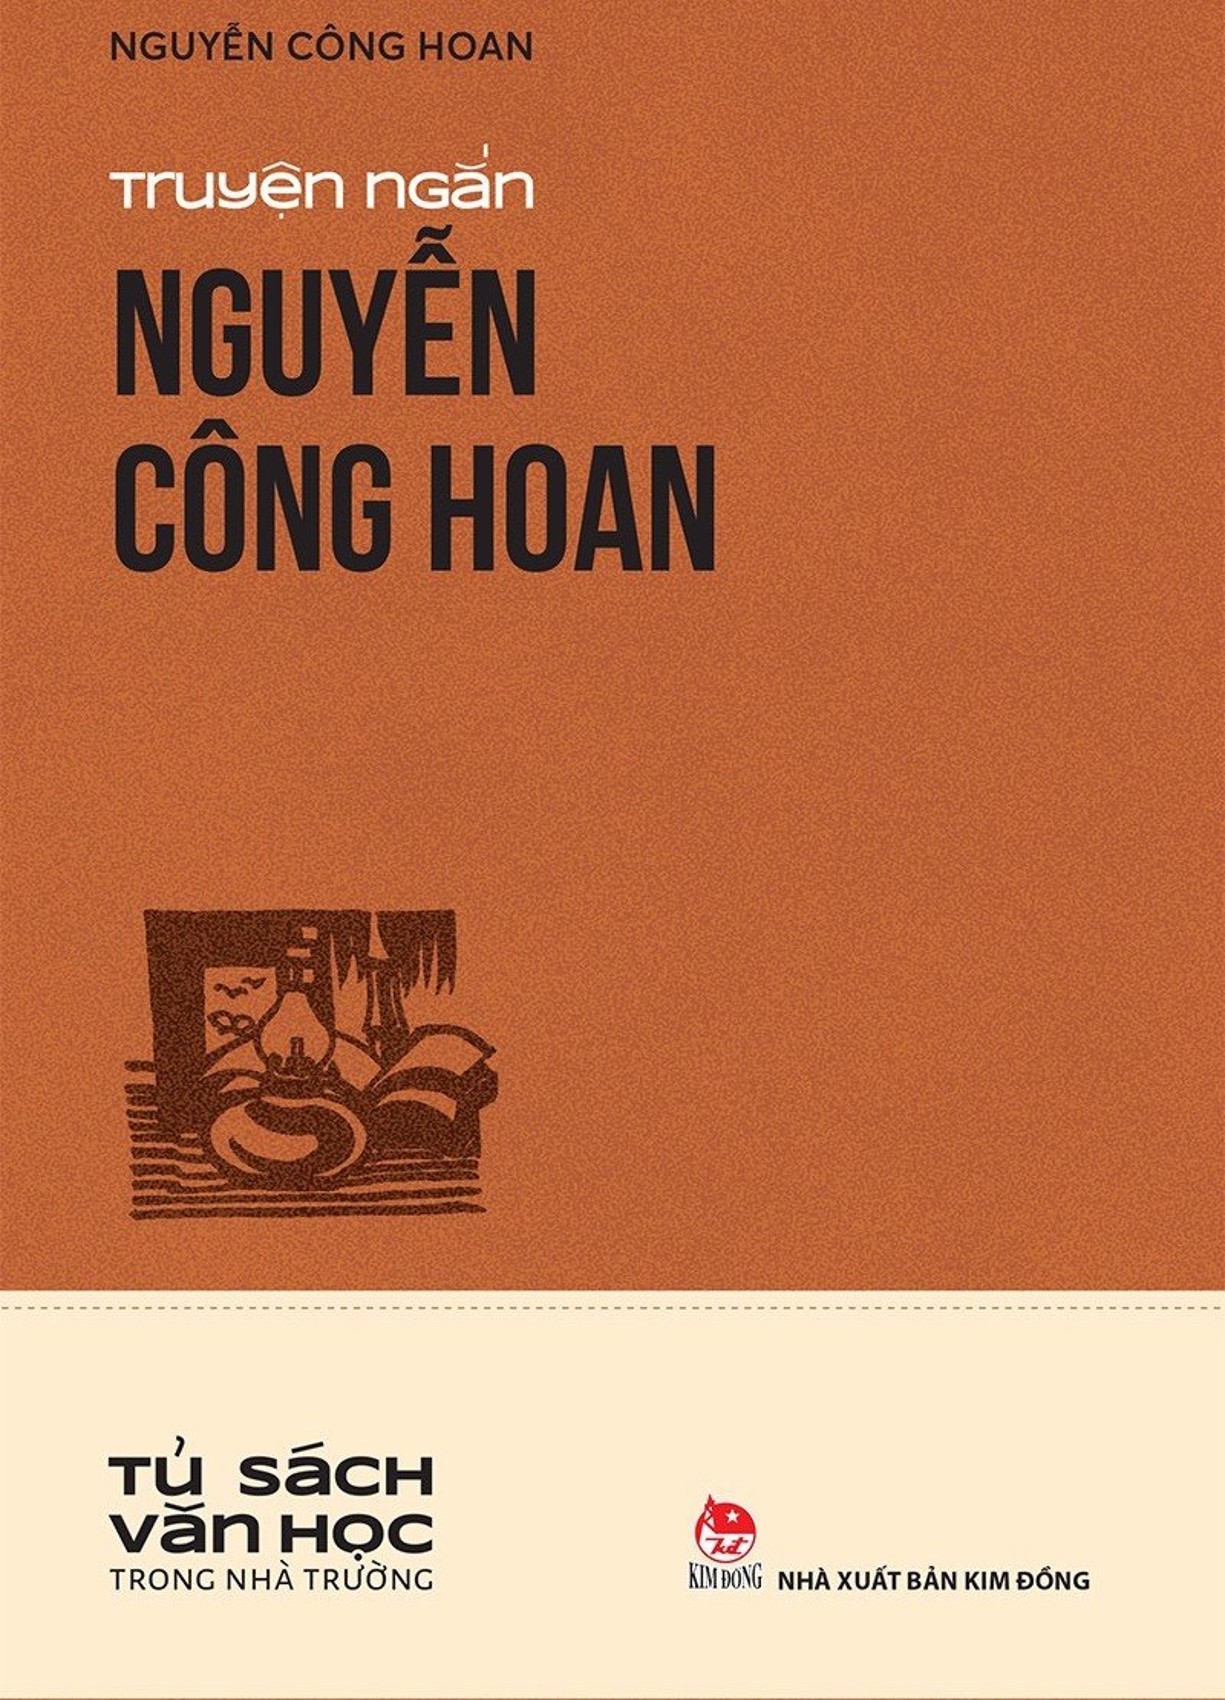 NGUYỄN CÔNG HOAN
Truyện ngắn
NGUYỄN
CÔNG HOAN
Tủ sách
văn học
TRONG NHÀ TRƯỜNG
kđ
KIM ĐỒNG
NHÀ XUẤT BẢN KIM ĐỒNG